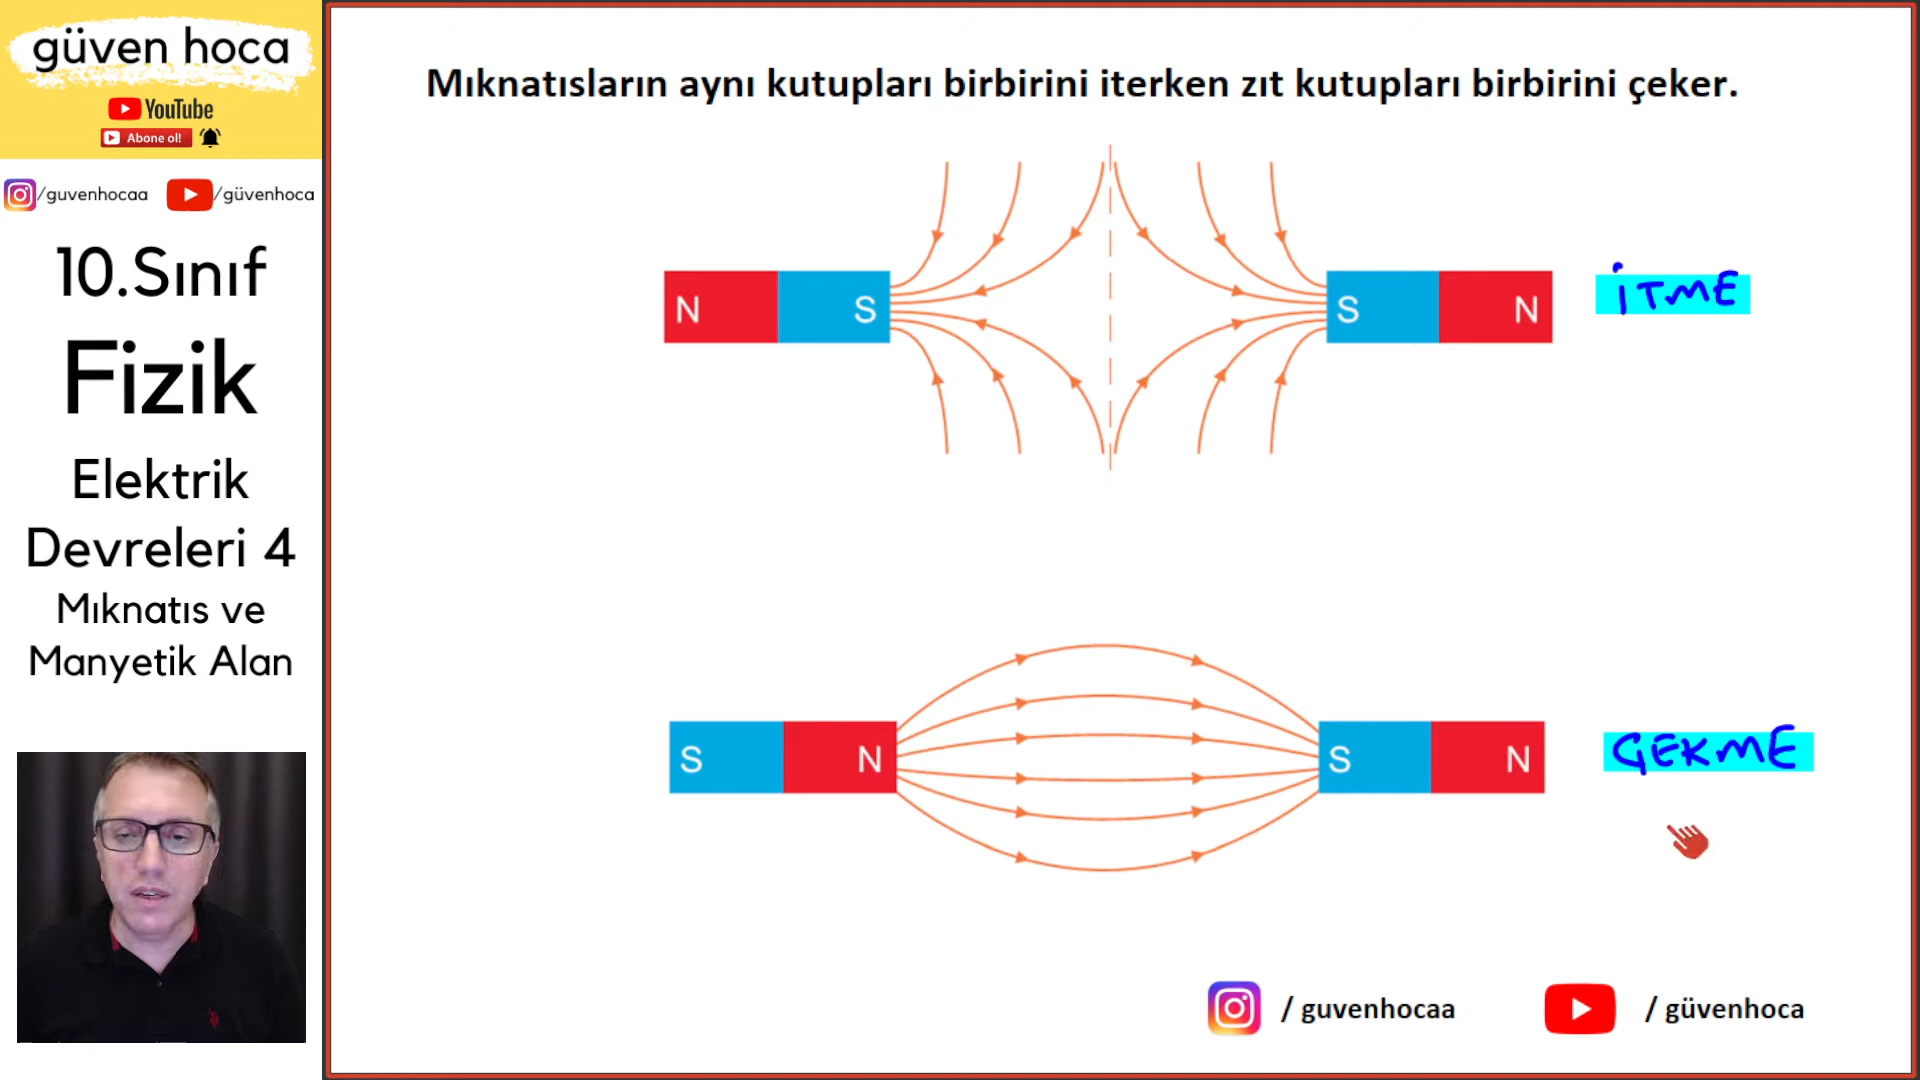 güven hoca
YouTube
Abone ol!
/guvenhocaa /güvenhoca
10.Sınıf
Fizik
Elektrik
Devreleri 4
Mıknatıs ve
Manyetik Alan
Mıknatısların aynı kutupları birbirini iterken zıt kutupları birbirini çeker.
N S S N İTME
S N S N ÇEKME
/ guvenhocaa / güvenhoca